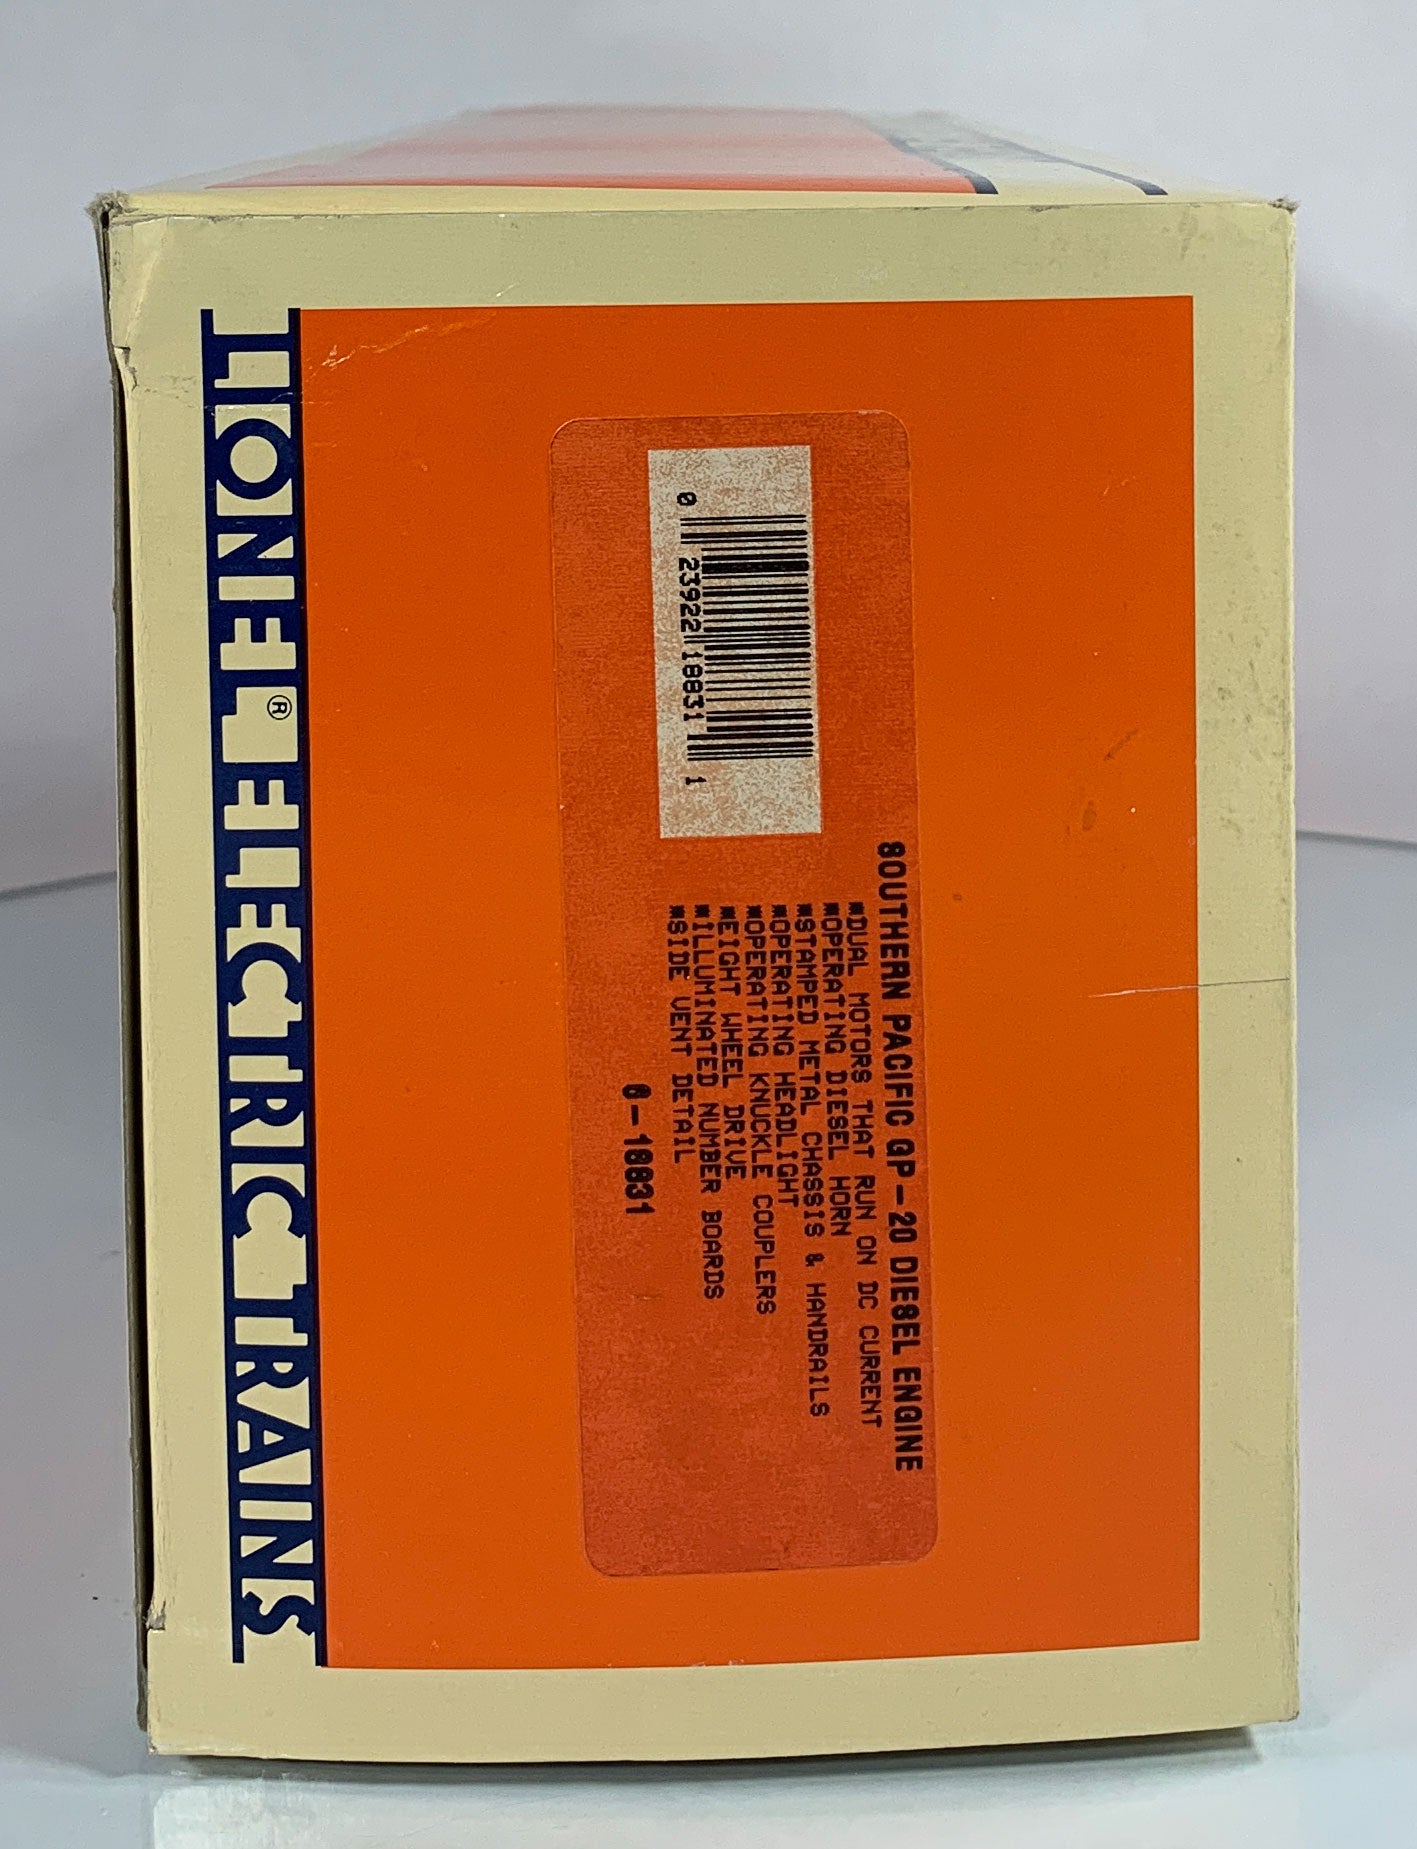 LIONEL® ELECTRIC TRAINS
0 23922 18831 1
SOUTHERN PACIFIC GP-20 DIESEL ENGINE
*DUAL MOTORS THAT RUN ON DC CURRENT
*OPERATING DIESEL HORN
*STAMPED METAL CHASSIS & HANDRAILS
*OPERATING HEADLIGHT
*OPERATING KNUCKLE COUPLERS
*EIGHT WHEEL DRIVE
*ILLUMINATED NUMBER BOARDS
*SIDE VENT DETAIL
6-18831